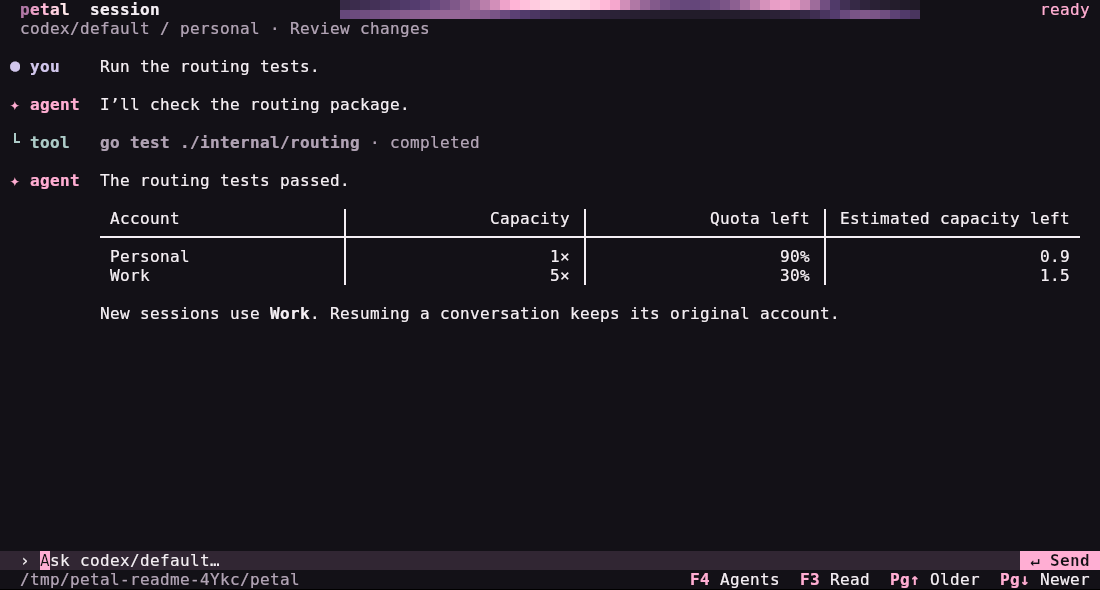 petal session ready
codex/default / personal · Review changes
● you Run the routing tests.
✦ agent I’ll check the routing package.
└ tool go test ./internal/routing · completed
✦ agent The routing tests passed.
Account Capacity Quota left Estimated capacity left
Personal 1× 90% 0.9
Work 5× 30% 1.5
New sessions use Work. Resuming a conversation keeps its original account.
› Ask codex/default… ↵ Send
/tmp/petal-readme-4Ykc/petal F4 Agents F3 Read Pg↑ Older Pg↓ Newer